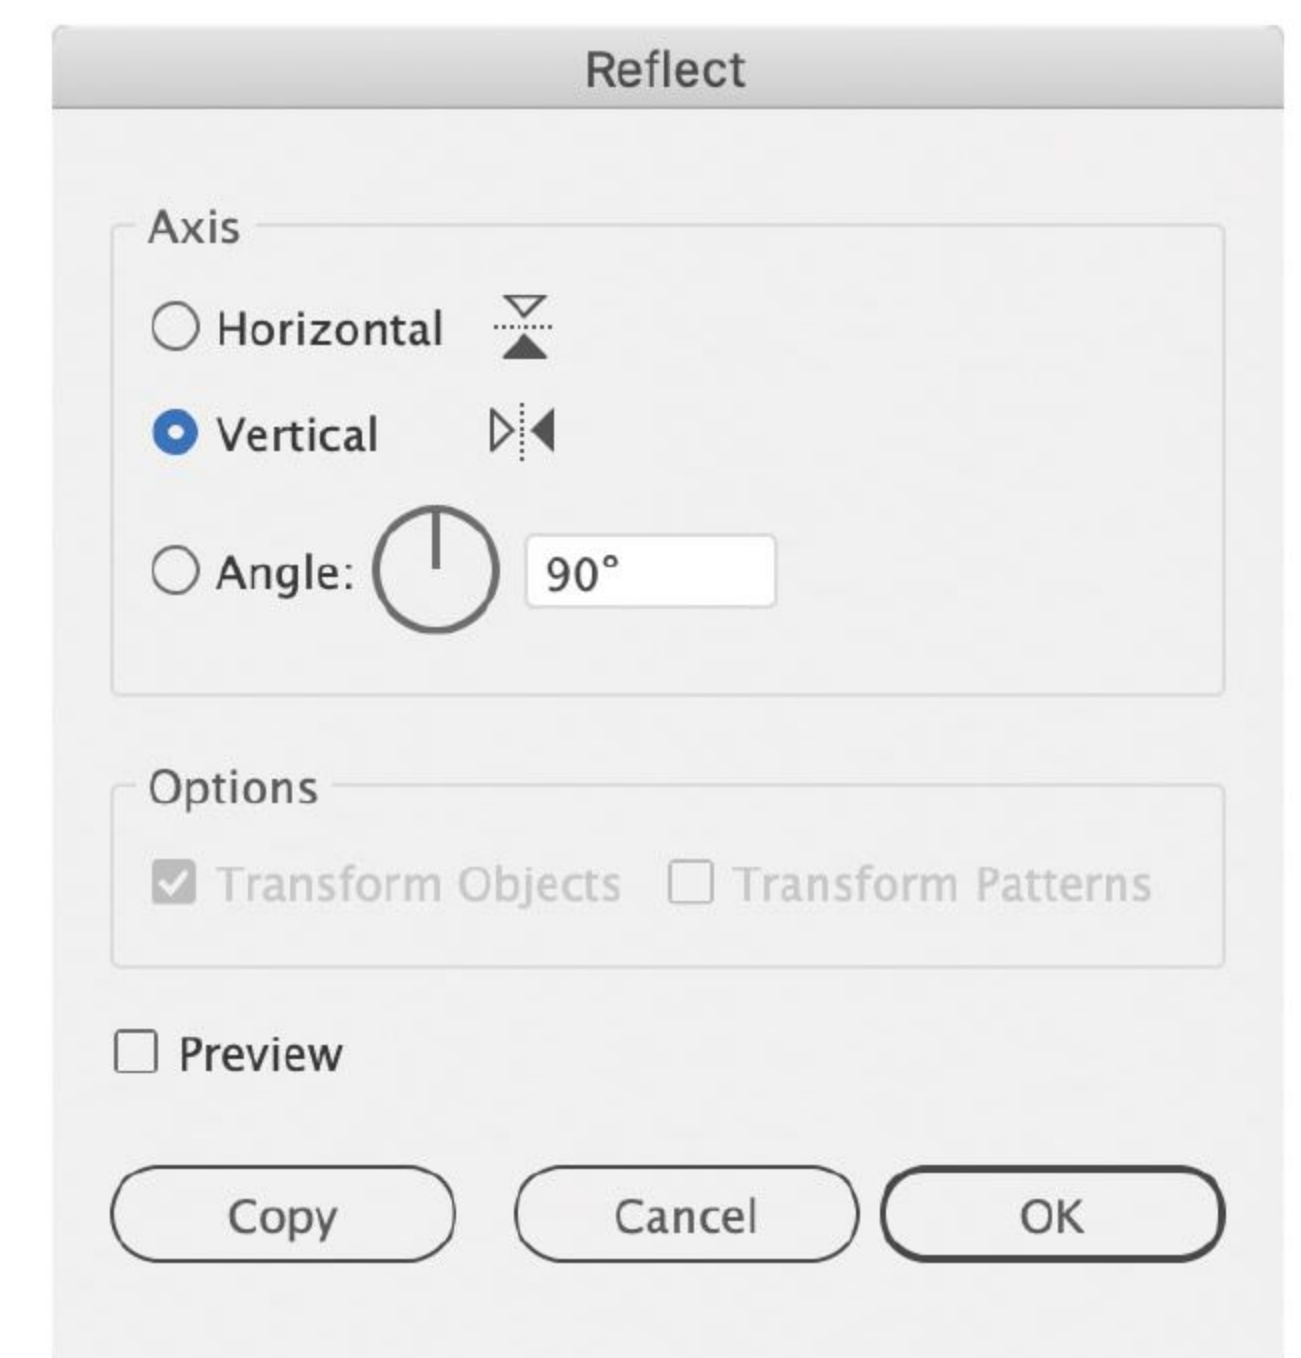 Reflect
Axis
Horizontal
Vertical
Angle: 90°
Options
Transform Objects Transform Patterns
Preview
Copy Cancel OK